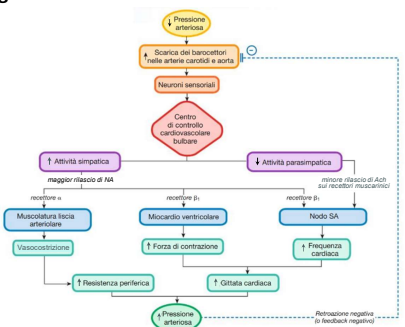 ↓ Pressione
arteriosa
↑ Scarica dei barocettori
nelle arterie carotidi e aorta
Neuroni sensoriali
Centro
di controllo
cardiovascolare
bulbare
↑ Attività simpatica
↓ Attività parasimpatica
maggior rilascio di NA
minore rilascio di Ach
sui recettori muscarinici
recettore α
recettore β₁
recettore β₁
Muscolatura liscia
arteriolare
Miocardio ventricolare
Nodo SA
Vasocostrizione
↑ Forza di contrazione
↑ Frequenza
cardiaca
↑ Resistenza periferica
↑ Gittata cardiaca
↑ Pressione
arteriosa
Retroazione negativa
(o feedback negativo)